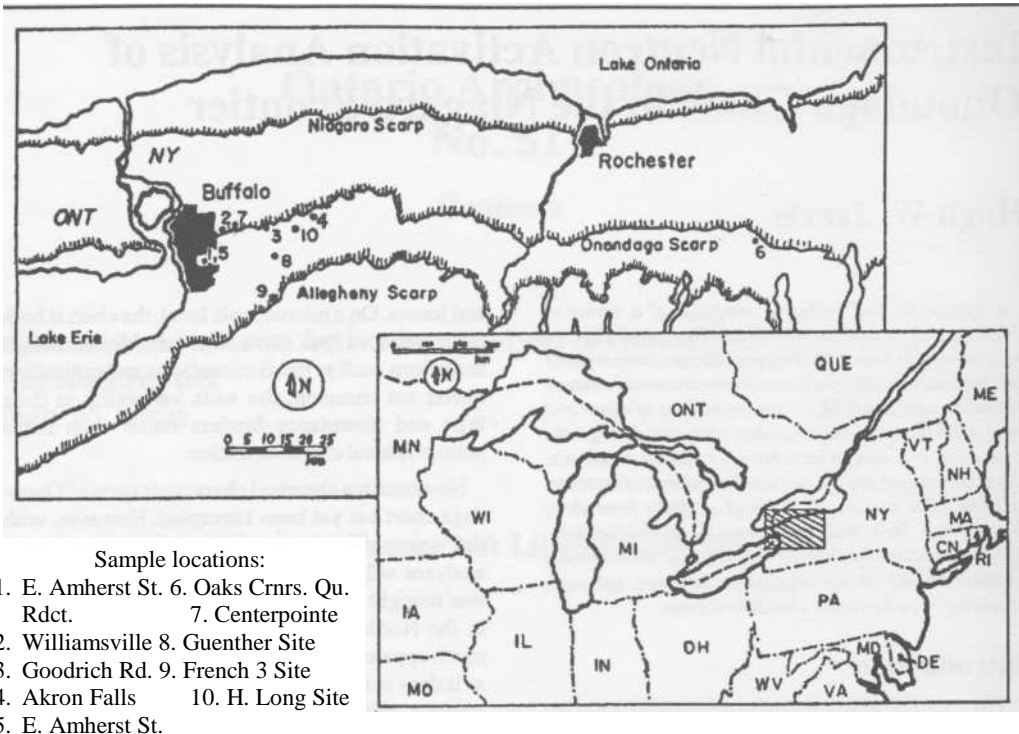 Lake Ontario
Niagara Scarp
NY
Rochester
Buffalo
ONT
2,7
4
3
10
1,5
8
Onondaga Scarp
6
9
Allegheny Scarp
Lake Erie
N
0 5 10 15 20 25
N
QUE
ONT
ME
MN
VT
NH
WI
NY
MA
MI
CN
RI
PA
IA
IL
IN
OH
MD
DE
MO
WV
VA
Sample locations:
1. E. Amherst St. 6. Oaks Crnrs. Qu.
Rdct. 7. Centerpointe
2. Williamsville 8. Guenther Site
3. Goodrich Rd. 9. French 3 Site
4. Akron Falls 10. H. Long Site
5. E. Amherst St.